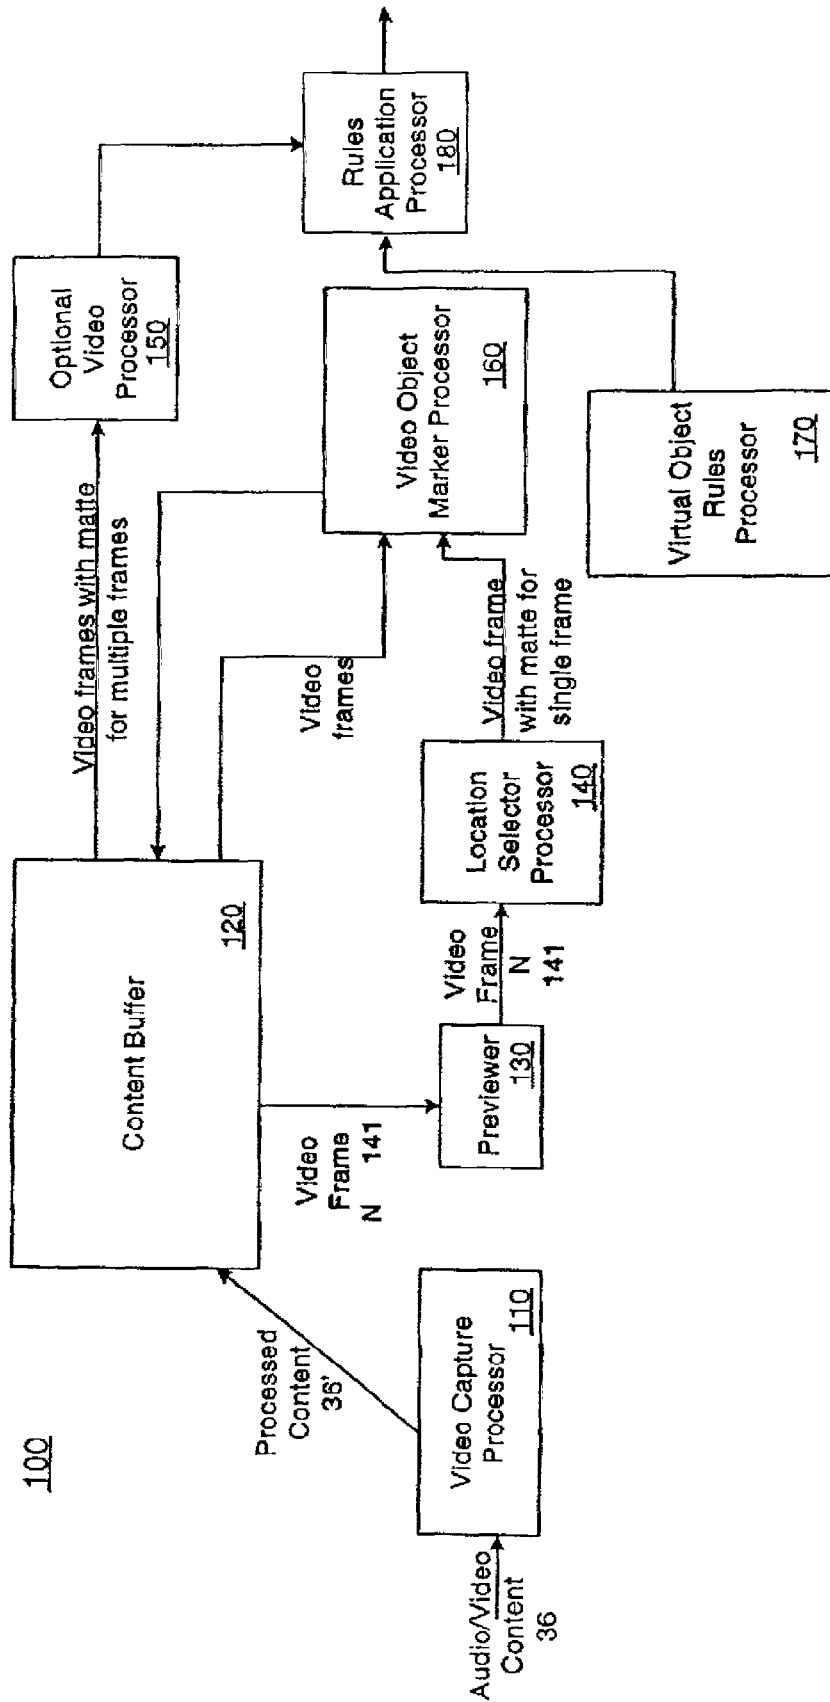 100
Audio/Video
Content
36
Video Capture
Processor
110
Processed
Content
36'
Content Buffer
120
Video
Frame
N 141
Previewer
130
Video
Frame
N
141
Location
Selector
Processor
140
Video frame
with matte for
single frame
Video
frames
Video frames with matte
for multiple frames
Optional
Video
Processor
150
Video Object
Marker Processor
160
Virtual Object
Rules
Processor
170
Rules
Application
Processor
180